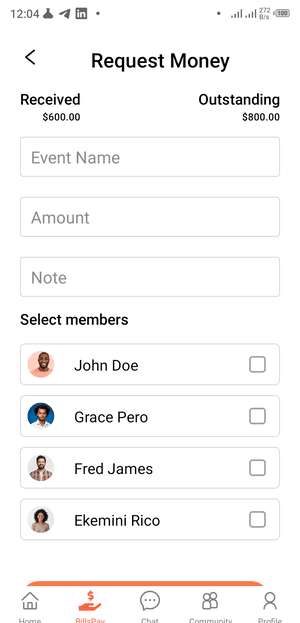 12:04
272
B/s
100
Request Money
Received
Outstanding
$600.00
$800.00
Event Name
Amount
Note
Select members
John Doe
Grace Pero
Fred James
Ekemini Rico
Home
BillsPay
Chat
Community
Profile